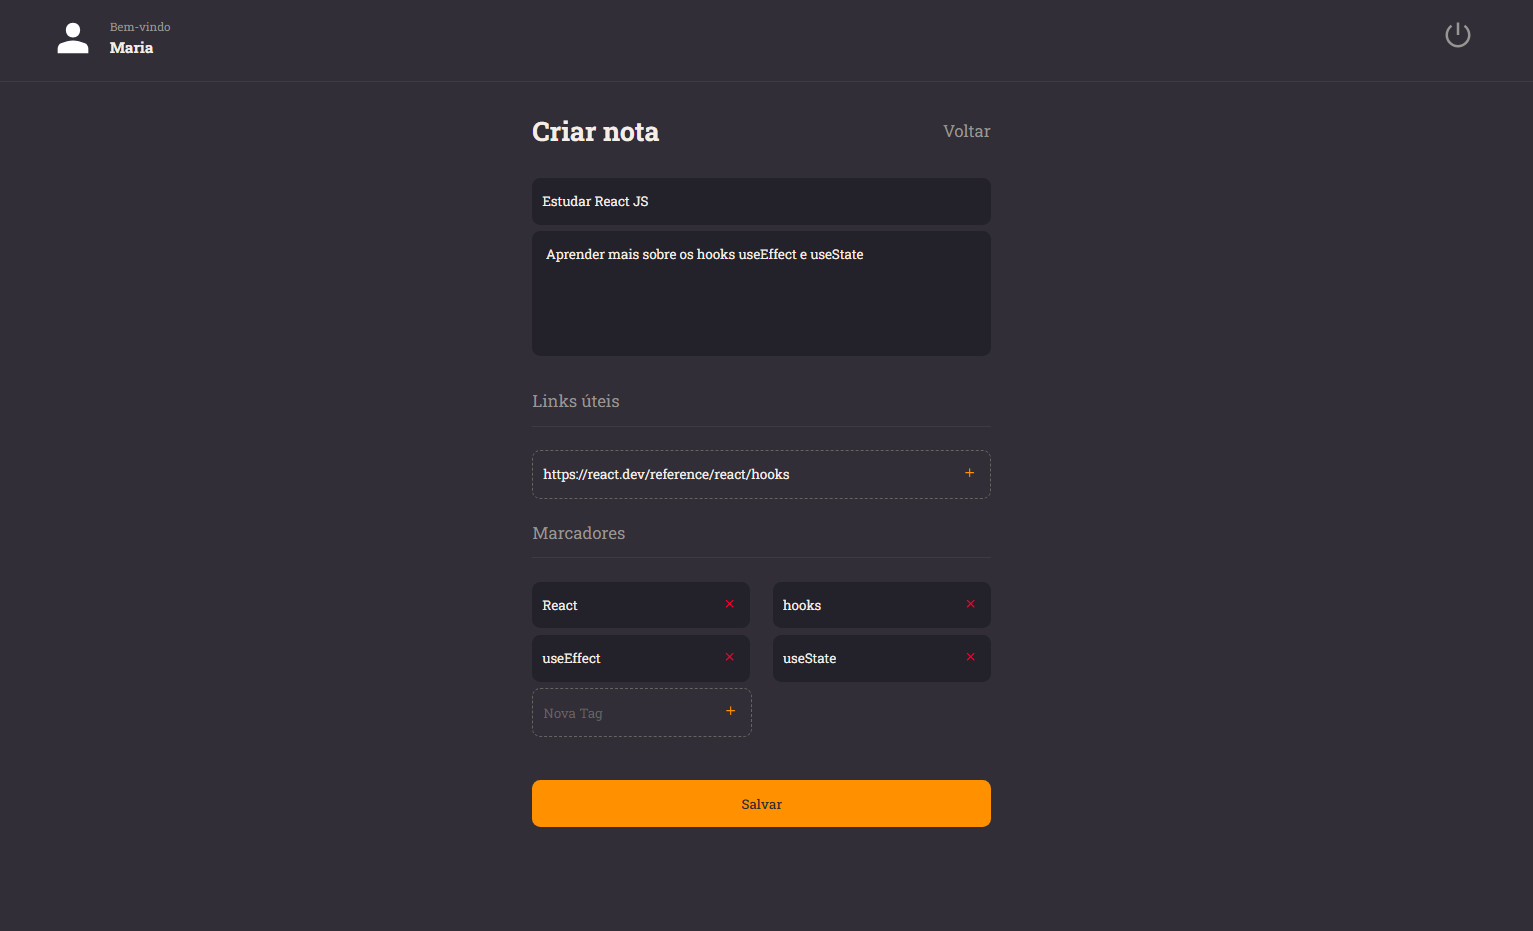 Bem-vindo
Maria
Criar nota
Voltar
Estudar React JS
Aprender mais sobre os hooks useEffect e useState
Links úteis
https://react.dev/reference/react/hooks
+
Marcadores
React ×
hooks ×
useEffect ×
useState ×
Nova Tag +
Salvar